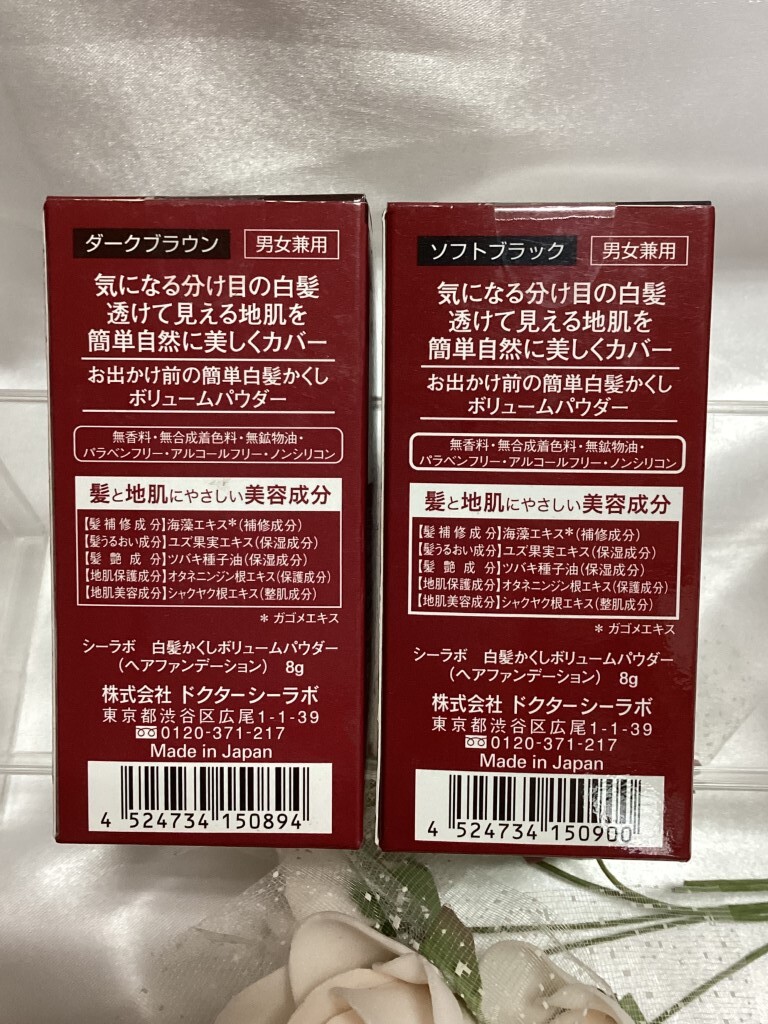 ダークブラウン 男女兼用
気になる分け目の白髪
透けて見える地肌を
簡単自然に美しくカバー
お出かけ前の簡単白髪かくし
ボリュームパウダー
無香料・無合成着色料・無鉱物油・
パラベンフリー・アルコールフリー・ノンシリコン
髪と地肌にやさしい美容成分
【髪補修成分】海藻エキス*(補修成分)
【髪うるおい成分】ユズ果実エキス(保湿成分)
【髪艶成分】ツバキ種子油(保湿成分)
【地肌保護成分】オタネニンジン根エキス(保護成分)
【地肌美容成分】シャクヤク根エキス(整肌成分)
* ガゴメエキス
シーラボ 白髪かくしボリュームパウダー
(ヘアファンデーション) 8g
株式会社 ドクターシーラボ
東京都渋谷区広尾1-1-39
0120-371-217
Made in Japan
4 524734 150894
ソフトブラック 男女兼用
気になる分け目の白髪
透けて見える地肌を
簡単自然に美しくカバー
お出かけ前の簡単白髪かくし
ボリュームパウダー
無香料・無合成着色料・無鉱物油・
パラベンフリー・アルコールフリー・ノンシリコン
髪と地肌にやさしい美容成分
【髪補修成分】海藻エキス*(補修成分)
【髪うるおい成分】ユズ果実エキス(保湿成分)
【髪艶成分】ツバキ種子油(保湿成分)
【地肌保護成分】オタネニンジン根エキス(保護成分)
【地肌美容成分】シャクヤク根エキス(整肌成分)
* ガゴメエキス
シーラボ 白髪かくしボリュームパウダー
(ヘアファンデーション) 8g
株式会社 ドクターシーラボ
東京都渋谷区広尾1-1-39
0120-371-217
Made in Japan
4 524734 150900